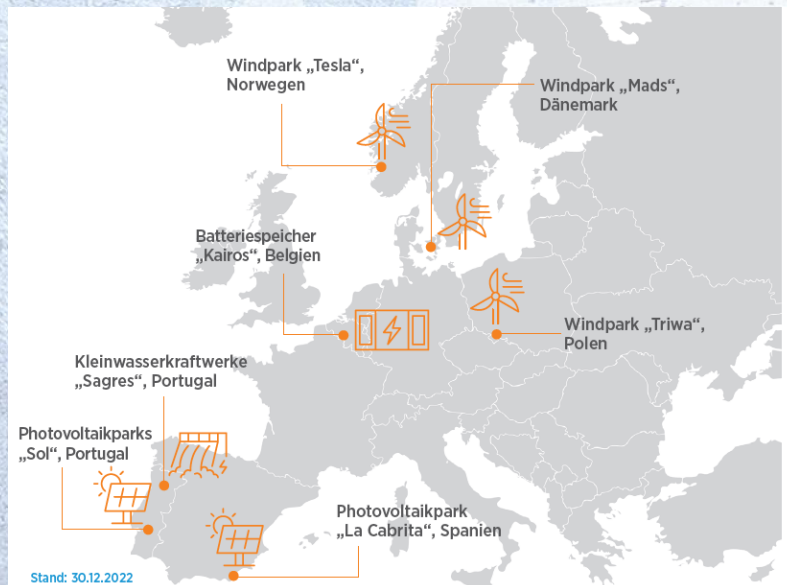 Windpark „Tesla“,
Norwegen
Windpark „Mads“,
Dänemark
Batteriespeicher
„Kairos“, Belgien
Windpark „Triwa“,
Polen
Kleinwasserkraftwerke
„Sagres“, Portugal
Photovoltaikparks
„Sol“, Portugal
Photovoltaikpark
„La Cabrita“, Spanien
Stand: 30.12.2022